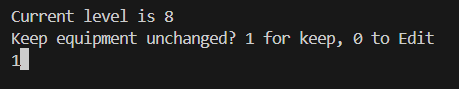 Current level is 8
Keep equipment unchanged? 1 for keep, 0 to Edit
1